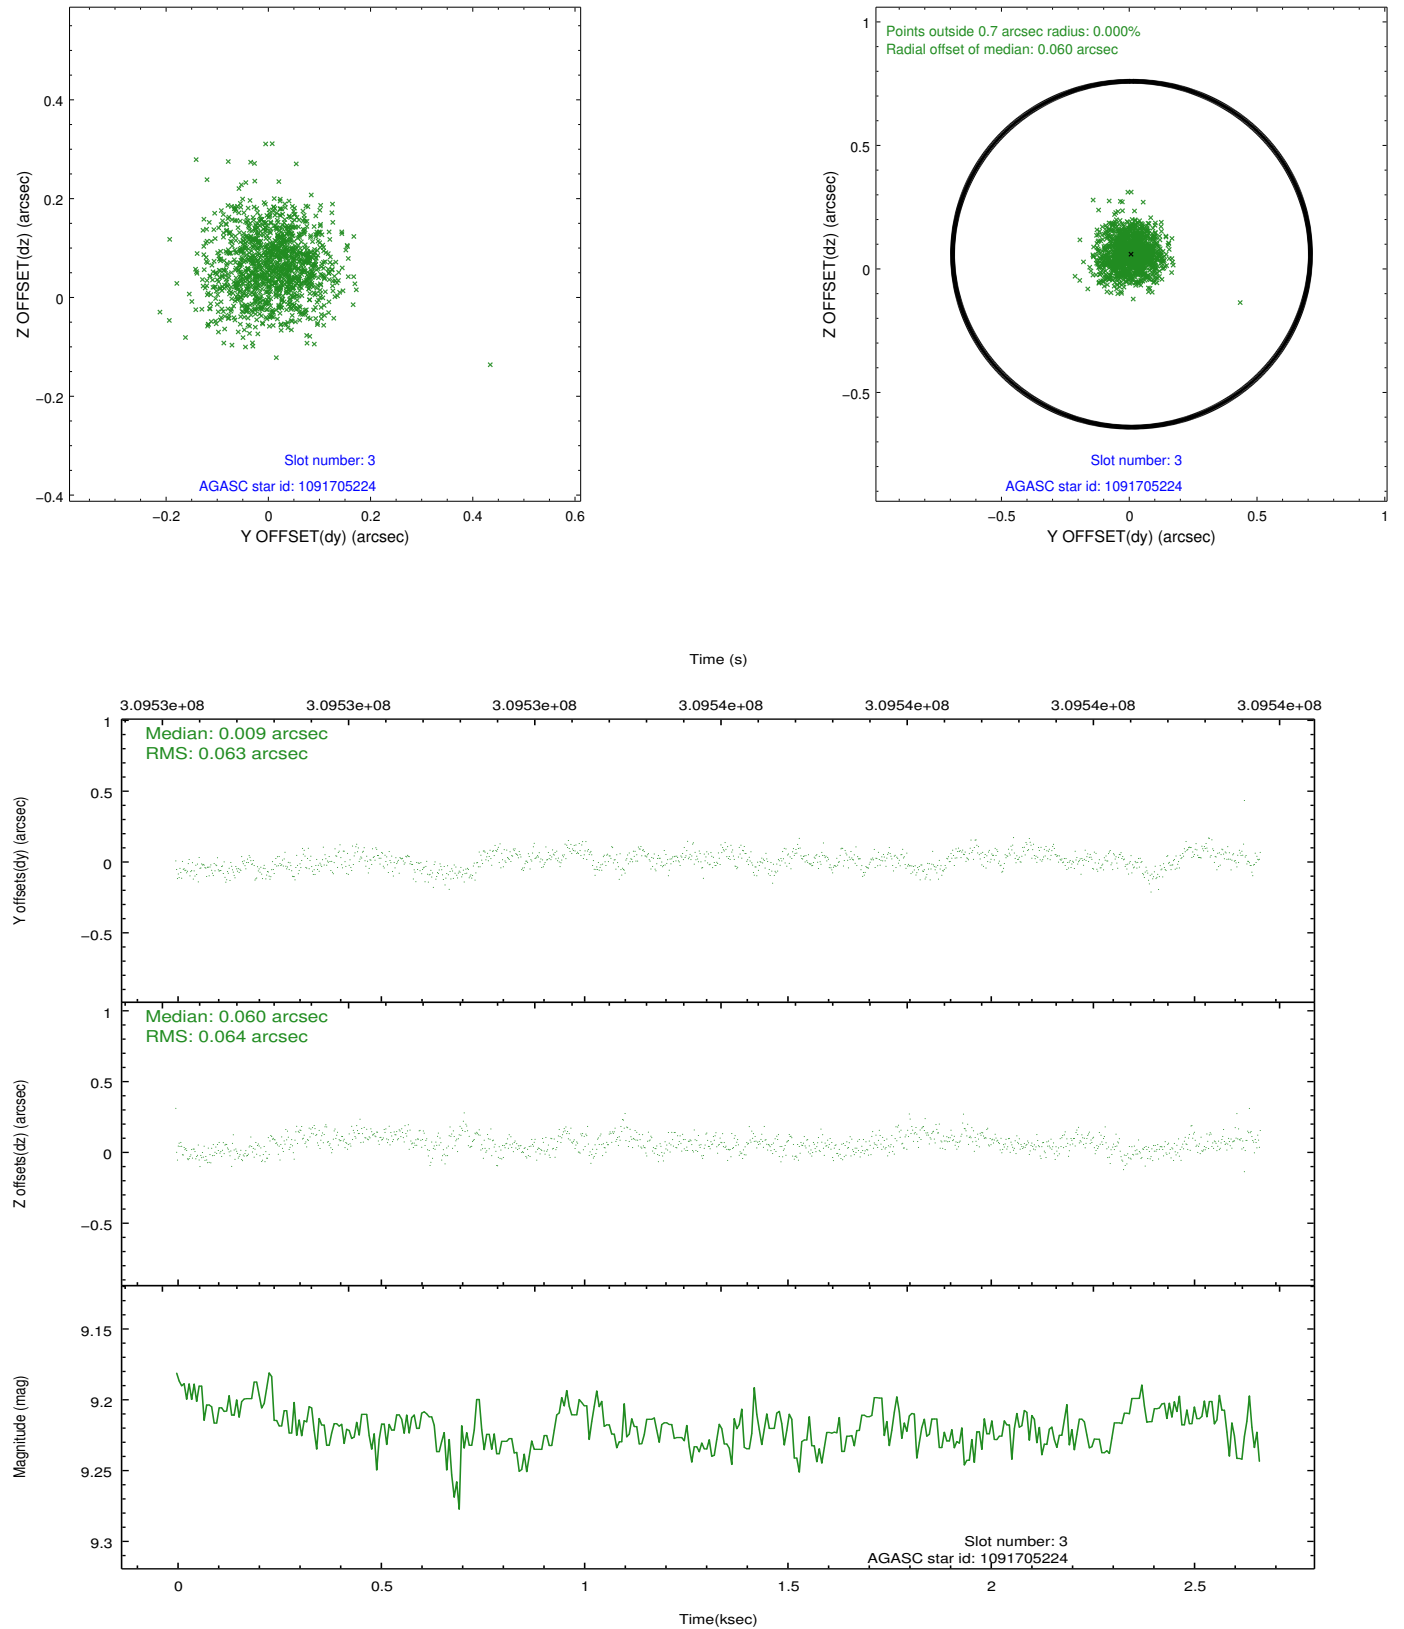 0.4
0.2
0
−0.2
−0.4
Z OFFSET(dz) (arcsec)
Slot number: 3
AGASC star id: 1091705224
−0.2 0 0.2 0.4 0.6
Y OFFSET(dy) (arcsec)
Points outside 0.7 arcsec radius: 0.000%
Radial offset of median: 0.060 arcsec
1
0.5
0
−0.5
Z OFFSET(dz) (arcsec)
Slot number: 3
AGASC star id: 1091705224
−0.5 0 0.5 1
Y OFFSET(dy) (arcsec)
Time (s)
3.0953e+08 3.0953e+08 3.0953e+08 3.0954e+08 3.0954e+08 3.0954e+08 3.0954e+08
Median: 0.009 arcsec
RMS: 0.063 arcsec
1
0.5
0
−0.5
Y offsets(dy) (arcsec)
Median: 0.060 arcsec
RMS: 0.064 arcsec
1
0.5
0
−0.5
Z offsets(dz) (arcsec)
9.15
9.2
9.25
9.3
Magnitude (mag)
Slot number: 3
AGASC star id: 1091705224
0 0.5 1 1.5 2 2.5
Time(ksec)